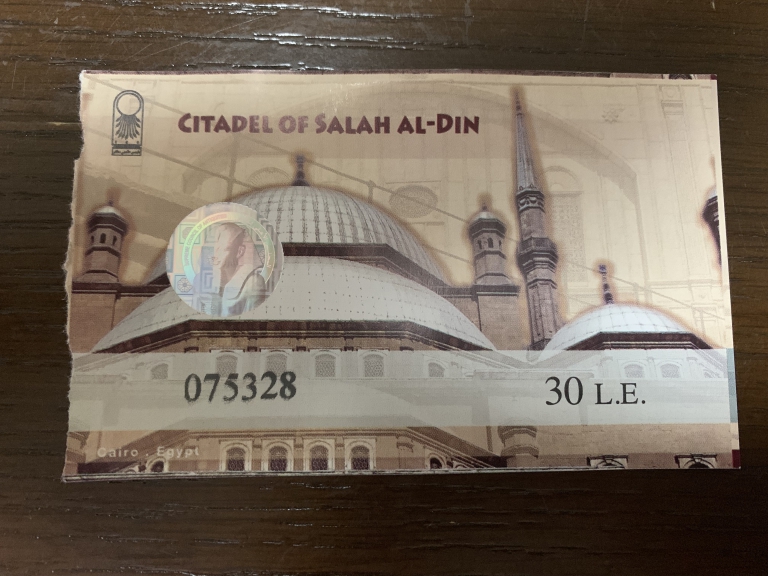 CITADEL OF SALAH AL-DIN
075328
30 L.E.
Cairo . Egypt